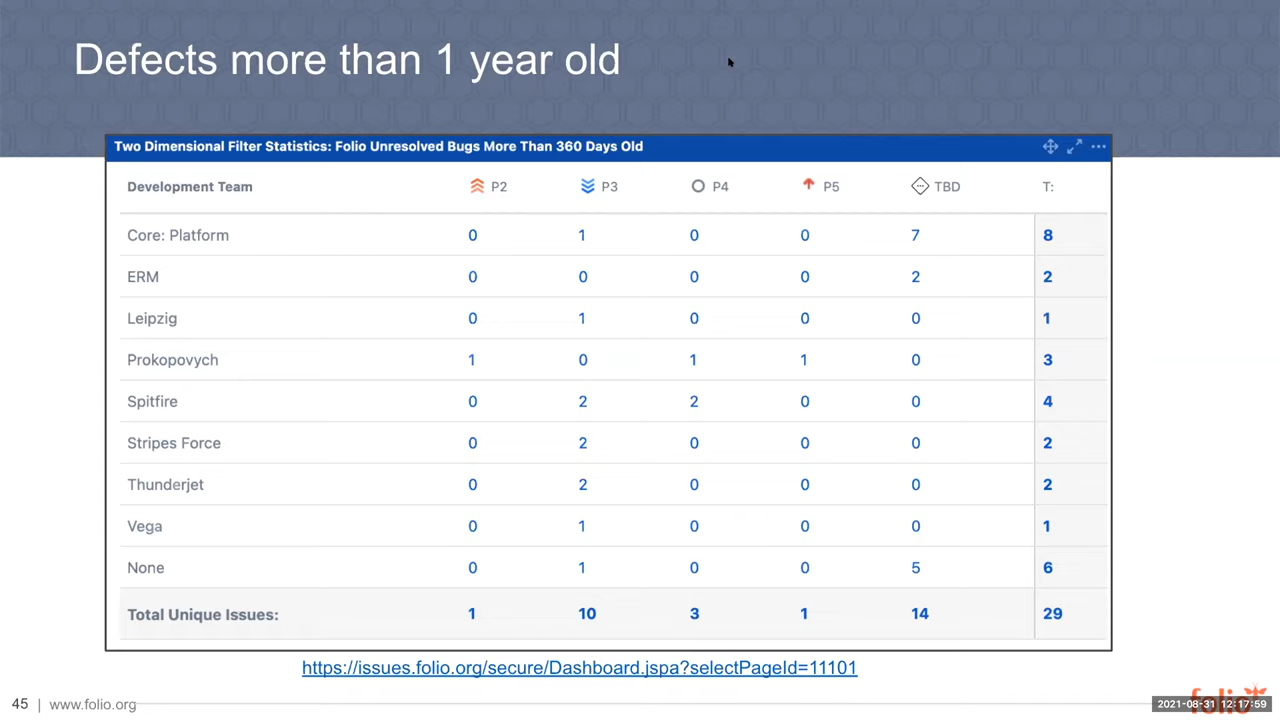 Defects more than 1 year old
Two Dimensional Filter Statistics: Folio Unresolved Bugs More Than 360 Days Old
Development Team P2 P3 P4 P5 TBD T:
Core: Platform 0 1 0 0 7 8
ERM 0 0 0 0 2 2
Leipzig 0 1 0 0 0 1
Prokopovych 1 0 1 1 0 3
Spitfire 0 2 2 0 0 4
Stripes Force 0 2 0 0 0 2
Thunderjet 0 2 0 0 0 2
Vega 0 1 0 0 0 1
None 0 1 0 0 5 6
Total Unique Issues: 1 10 3 1 14 29
https://issues.folio.org/secure/Dashboard.jspa?selectPageId=11101
45 | www.folio.org
folio
2021-08-31 12:17:59